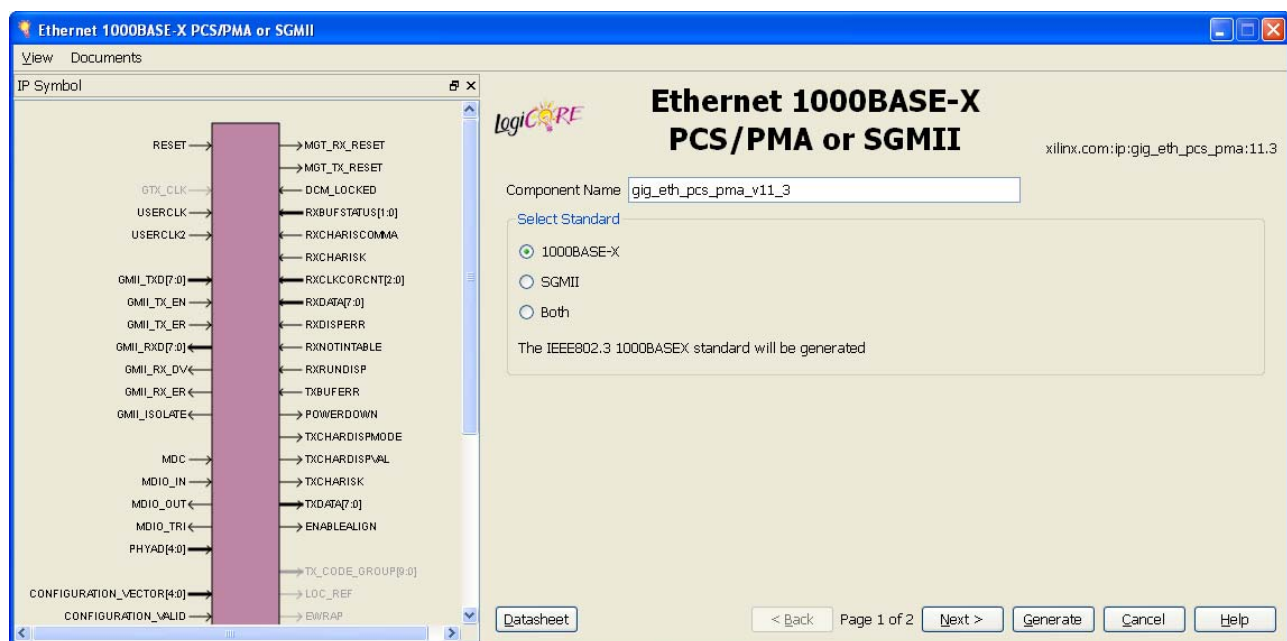 Ethernet 1000BASE-X PCS/PMA or SGMII
View Documents
IP Symbol
RESET
GTX_CLK
USERCLK
USERCLK2
GMII_TXD[7:0]
GMII_TX_EN
GMII_TX_ER
GMII_RXD[7:0]
GMII_RX_DV
GMII_RX_ER
GMII_ISOLATE
MDC
MDIO_IN
MDIO_OUT
MDIO_TRI
PHYAD[4:0]
CONFIGURATION_VECTOR[4:0]
CONFIGURATION_VALID
MGT_RX_RESET
MGT_TX_RESET
DCM_LOCKED
RXBUFSTATUS[1:0]
RXCHARISCOMMA
RXCHARISK
RXCLKCORCNT[2:0]
RXDATA[7:0]
RXDISPERR
RXNOTINTABLE
RXRUNDISP
TXBUFERR
POWERDOWN
TXCHARDISPMODE
TXCHARDISPVAL
TXCHARISK
TXDATA[7:0]
ENABLEALIGN
TX_CODE_GROUP[9:0]
LOC_REF
EWRAP
LogiCORE
Ethernet 1000BASE-X
PCS/PMA or SGMII
xilinx.com:ip:gig_eth_pcs_pma:11.3
Component Name gig_eth_pcs_pma_v11_3
Select Standard
1000BASE-X
SGMII
Both
The IEEE802.3 1000BASEX standard will be generated
Datasheet < Back Page 1 of 2 Next > Generate Cancel Help